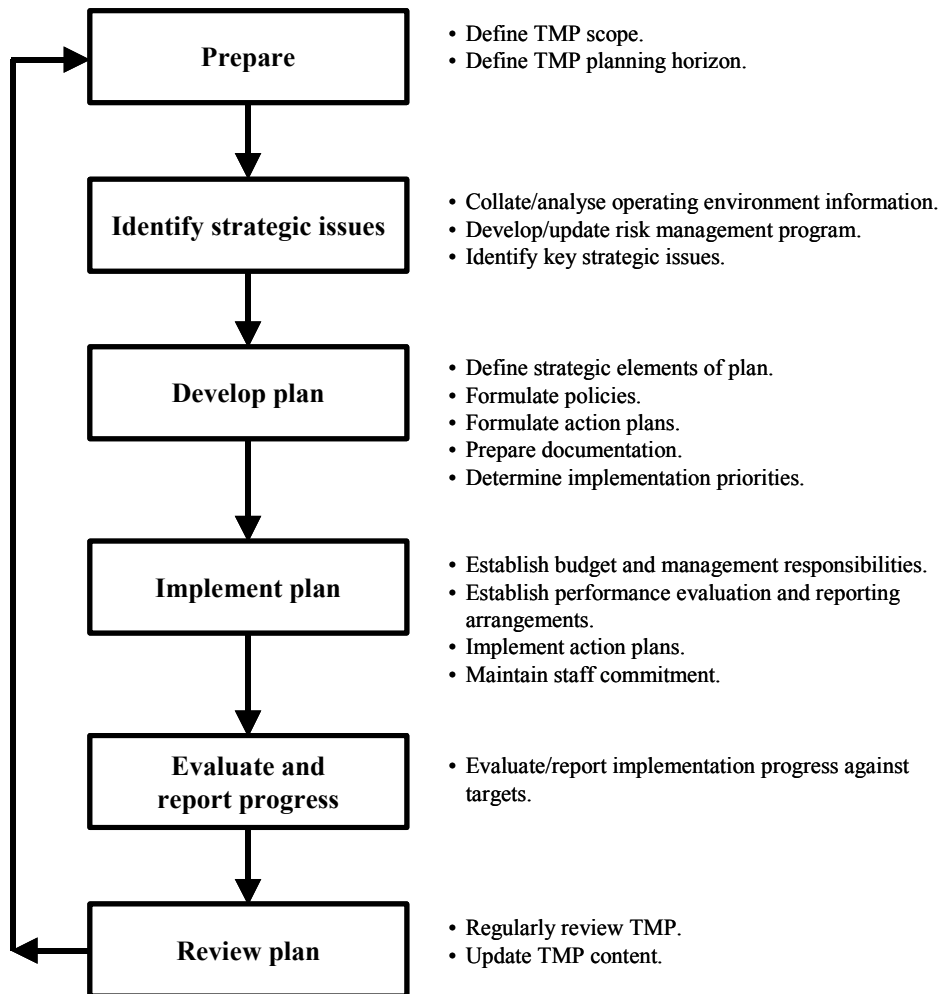 Prepare
• Define TMP scope.
• Define TMP planning horizon.
Identify strategic issues
• Collate/analyse operating environment information.
• Develop/update risk management program.
• Identify key strategic issues.
Develop plan
• Define strategic elements of plan.
• Formulate policies.
• Formulate action plans.
• Prepare documentation.
• Determine implementation priorities.
Implement plan
• Establish budget and management responsibilities.
• Establish performance evaluation and reporting
arrangements.
• Implement action plans.
• Maintain staff commitment.
Evaluate and
report progress
• Evaluate/report implementation progress against
targets.
Review plan
• Regularly review TMP.
• Update TMP content.